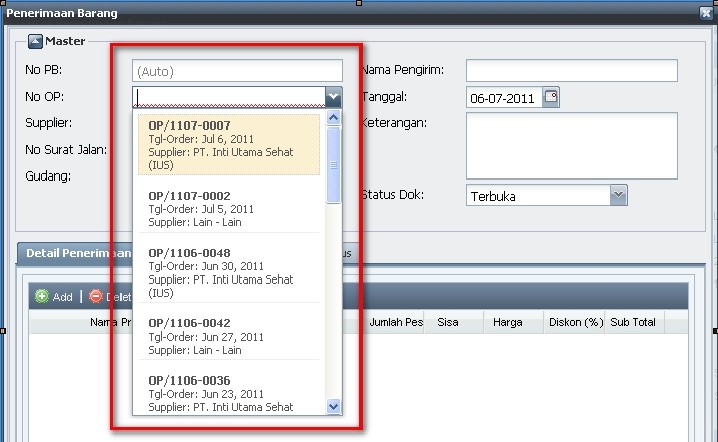 Penerimaan Barang
Master
No PB:
(Auto)
Nama Pengirim:
No OP:
Tanggal:
06-07-2011
Supplier:
Keterangan:
No Surat Jalan:
Gudang:
Status Dok:
Terbuka
OP/1107-0007
Tgl-Order: Jul 6, 2011
Supplier: PT. Inti Utama Sehat
(IUS)
OP/1107-0002
Tgl-Order: Jul 5, 2011
Supplier: Lain - Lain
OP/1106-0048
Tgl-Order: Jun 30, 2011
Supplier: PT. Inti Utama Sehat
(IUS)
OP/1106-0042
Tgl-Order: Jun 27, 2011
Supplier: Lain - Lain
OP/1106-0036
Tgl-Order: Jun 23, 2011
Supplier: PT. Inti Utama Sehat
Detail Penerimaan
us
Add
Delet
Nama Pr
Jumlah Pes
Sisa
Harga
Diskon (%)
Sub Total